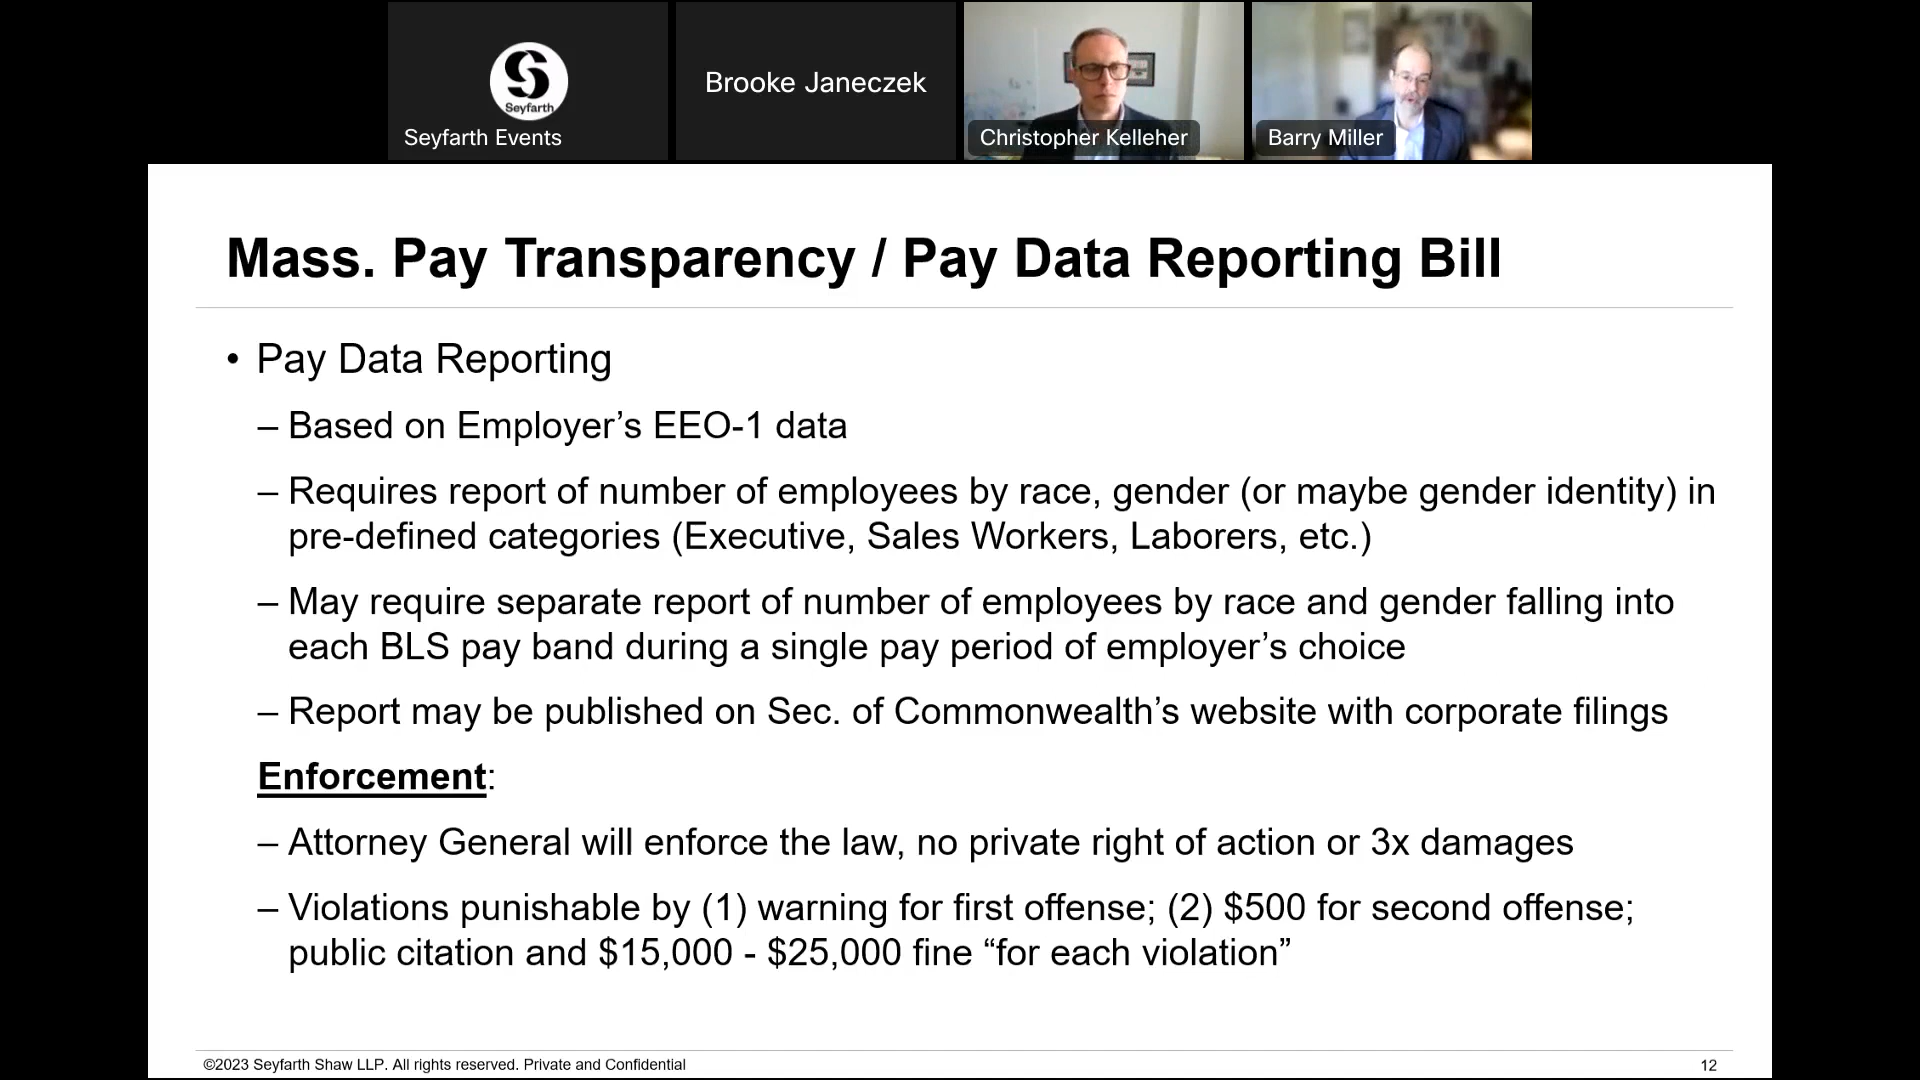 Seyfarth
Seyfarth Events
Brooke Janeczek
Christopher Kelleher
Barry Miller
Mass. Pay Transparency / Pay Data Reporting Bill
• Pay Data Reporting
– Based on Employer’s EEO-1 data
– Requires report of number of employees by race, gender (or maybe gender identity) in
pre-defined categories (Executive, Sales Workers, Laborers, etc.)
– May require separate report of number of employees by race and gender falling into
each BLS pay band during a single pay period of employer’s choice
– Report may be published on Sec. of Commonwealth’s website with corporate filings
Enforcement:
– Attorney General will enforce the law, no private right of action or 3x damages
– Violations punishable by (1) warning for first offense; (2) $500 for second offense;
public citation and $15,000 - $25,000 fine “for each violation”
©2023 Seyfarth Shaw LLP. All rights reserved. Private and Confidential
12